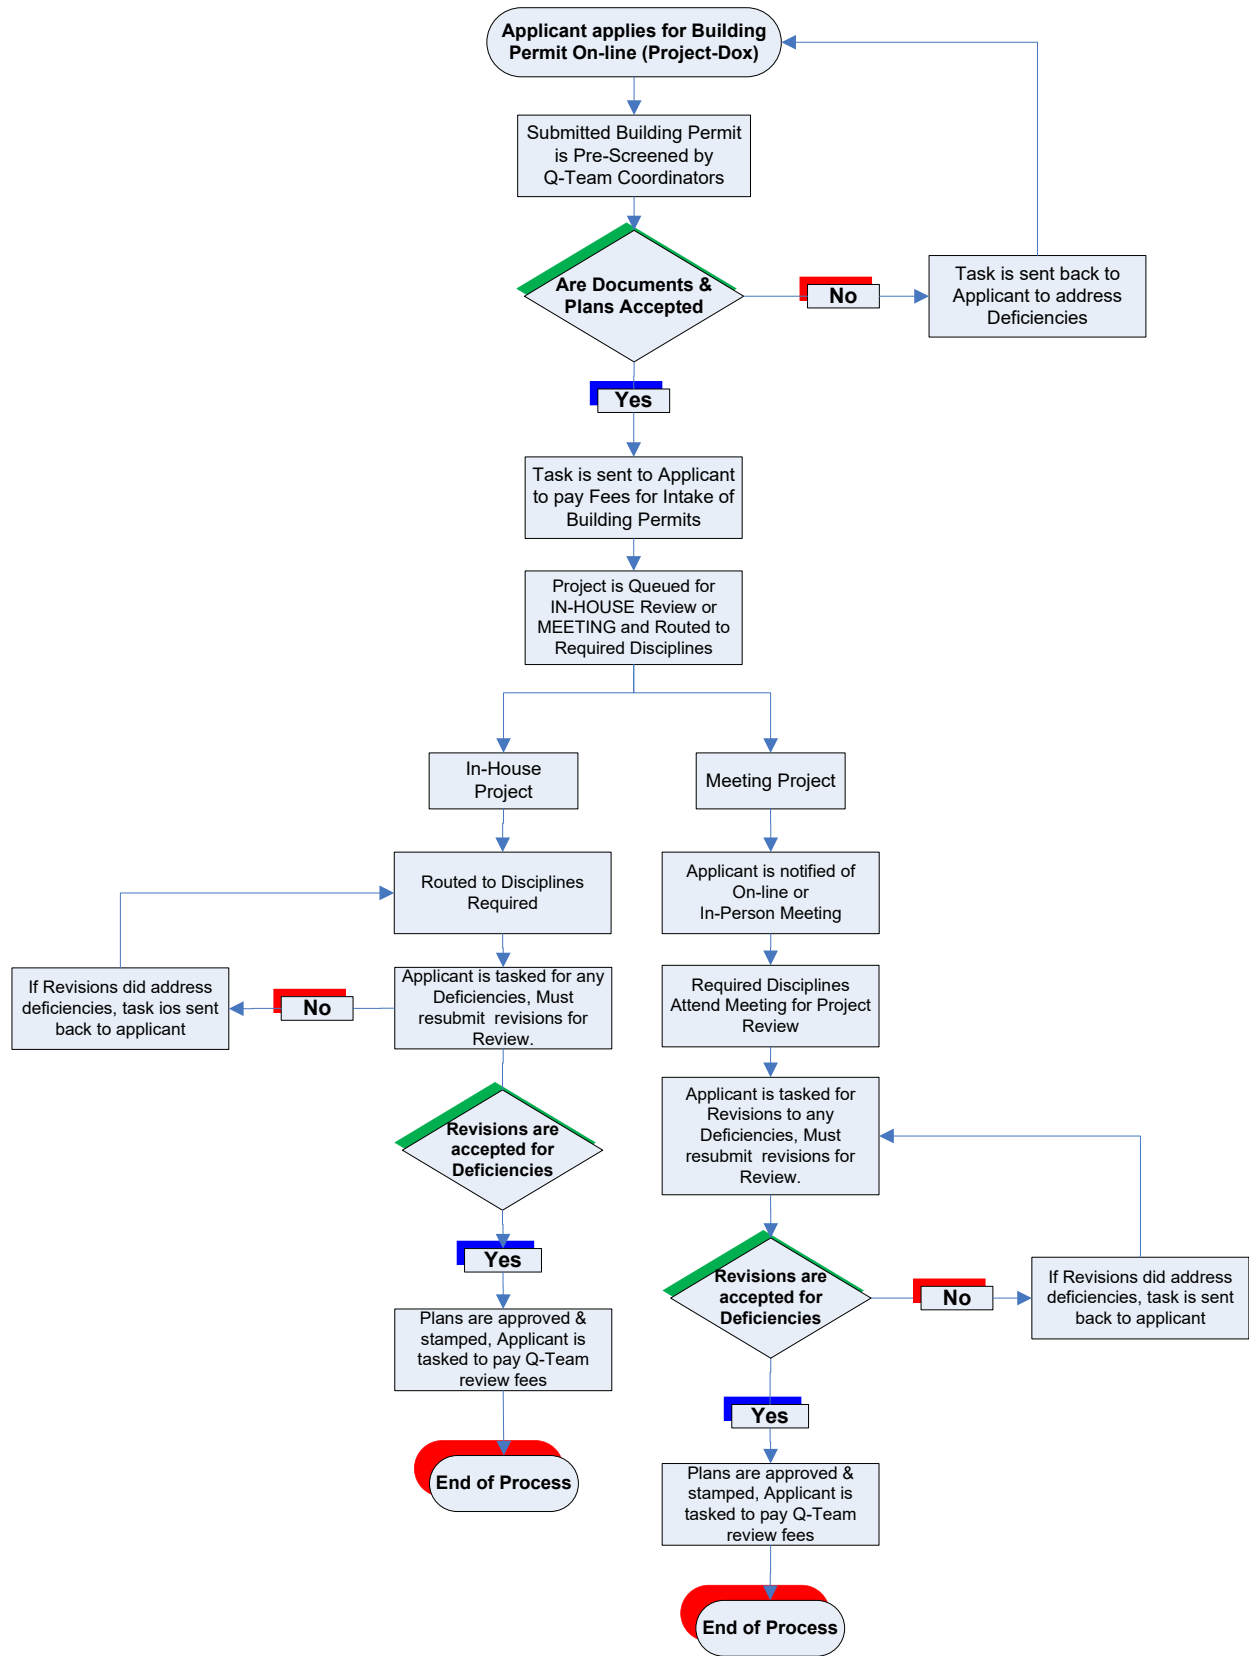 Applicant applies for Building
Permit On-line (Project-Dox)
Submitted Building Permit
is Pre-Screened by
Q-Team Coordinators
Are Documents &
Plans Accepted
No
Task is sent back to
Applicant to address
Deficiencies
Yes
Task is sent to Applicant
to pay Fees for Intake of
Building Permits
Project is Queued for
IN-HOUSE Review or
MEETING and Routed to
Required Disciplines
In-House
Project
Routed to Disciplines
Required
Applicant is tasked for any
Deficiencies, Must
resubmit revisions for
Review.
No
If Revisions did address
deficiencies, task ios sent
back to applicant
Revisions are
accepted for
Deficiencies
Yes
Plans are approved &
stamped, Applicant is
tasked to pay Q-Team
review fees
End of Process
Meeting Project
Applicant is notified of
On-line or
In-Person Meeting
Required Disciplines
Attend Meeting for Project
Review
Applicant is tasked for
Revisions to any
Deficiencies, Must
resubmit revisions for
Review.
Revisions are
accepted for
Deficiencies
No
If Revisions did address
deficiencies, task is sent
back to applicant
Yes
Plans are approved &
stamped, Applicant is
tasked to pay Q-Team
review fees
End of Process